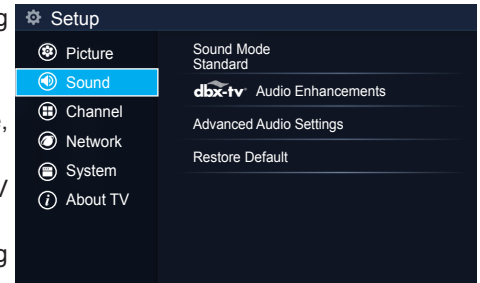 g
Setup
Picture
Sound
Channel
Network
System
About TV
Sound Mode
Standard
dbx-tv Audio Enhancements
Advanced Audio Settings
Restore Default
,
V
g